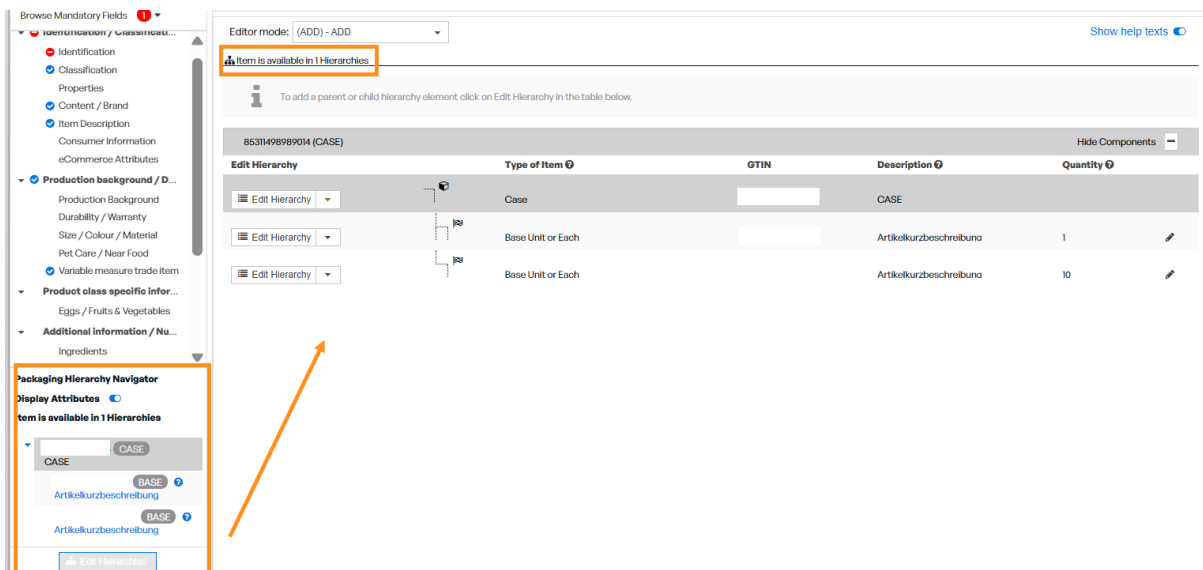 Browse Mandatory Fields 1
Identification / Classificati...
Identification
Classification
Properties
Content / Brand
Item Description
Consumer Information
eCommerce Attributes
Production background / D...
Production Background
Durability / Warranty
Size / Colour / Material
Pet Care / Near Food
Variable measure trade item
Product class specific infor...
Eggs / Fruits & Vegetables
Additional information / Nu...
Ingredients
Packaging Hierarchy Navigator
Display Attributes
Item is available in 1 Hierarchies
CASE
CASE
BASE
Artikelkurzbeschreibung
BASE
Artikelkurzbeschreibung
Edit Hierarchies
Editor mode: (ADD) - ADD
Show help texts
Item is available in 1 Hierarchies
To add a parent or child hierarchy element click on Edit Hierarchy in the table below.
85311498989014 (CASE) Hide Components
Edit Hierarchy Type of Item GTIN Description Quantity
Edit Hierarchy Case CASE
Edit Hierarchy Base Unit or Each Artikelkurzbeschreibung 1
Edit Hierarchy Base Unit or Each Artikelkurzbeschreibung 10